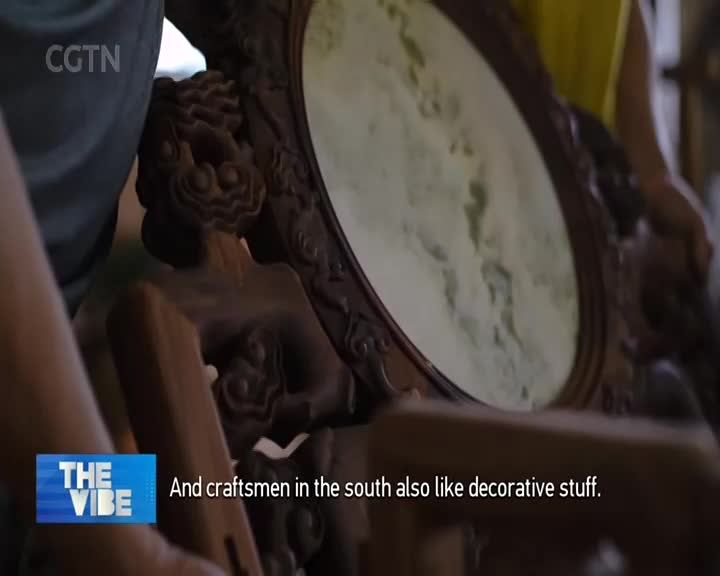 CGTN
THE
VIBE
And craftsmen in the south also like decorative stuff.